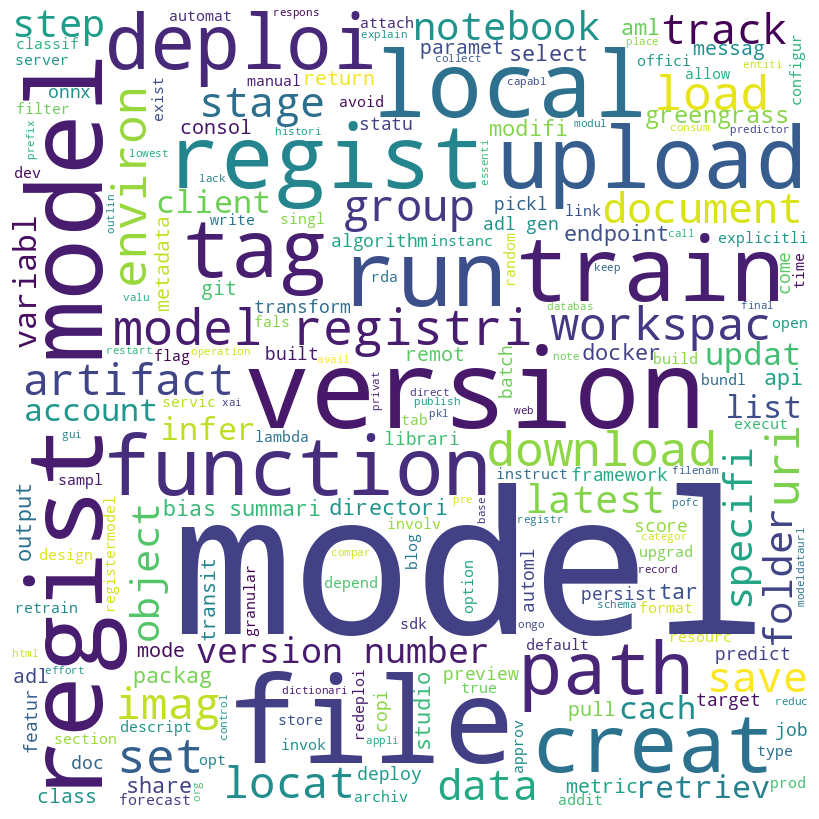 step
automat
respons
attach
notebook
aml
track
classif
server
deploi
explain
paramet
collect
select
place
messag
offici
entiti
onnx
stage
manual
return
local
capabl
allow
load
configur
filter
exist
avoid
greengrass
prefix
environ
consol
statu
modul
consum
predictor
model
histori
modifi
dev
lowest
regist
essenti
upload
outlin
client
lack
group
pickl
link
document
write
singl
adl gen
endpoint
call
variabl
metadata
tag
algorithm
instanc
explicitli
git
rda
run
random
keep
train
come
time
valu
transform
databas
final
open
model registri
fals
workspac
restart
flag
operation
built
remot
docker
build
updat
artifact
avail
privat
version
batch
note
bundl
api
servic
xai
direct
tab
publish
pkl
web
list
account
infer
lambda
librari
execut
gui
function
download
uri
regist
sampl
instruct
framework
filenam
output
bias summari
directori
latest
pofc
specifi
object
involv
pre
base
registr
score
categor
folder
design
registermodel
transit
granular
compar
blog
option
automl
upgrad
record
modeldataurl
retrain
depend
model
persist
tar
schema
format
sdk
ongo
html
mode
version number
default
resourc
predict
adl
effort
packag
dictionari
preview
path
save
featur
imag
file
true
target
reduc
store
redeploi
copi
studio
pull
cach
section
descript
control
opt
invok
appli
approv
creat
job
doc
set
type
class
share
org
locat
deploy
data
metric
retriev
prod
forecast
archiv
addit